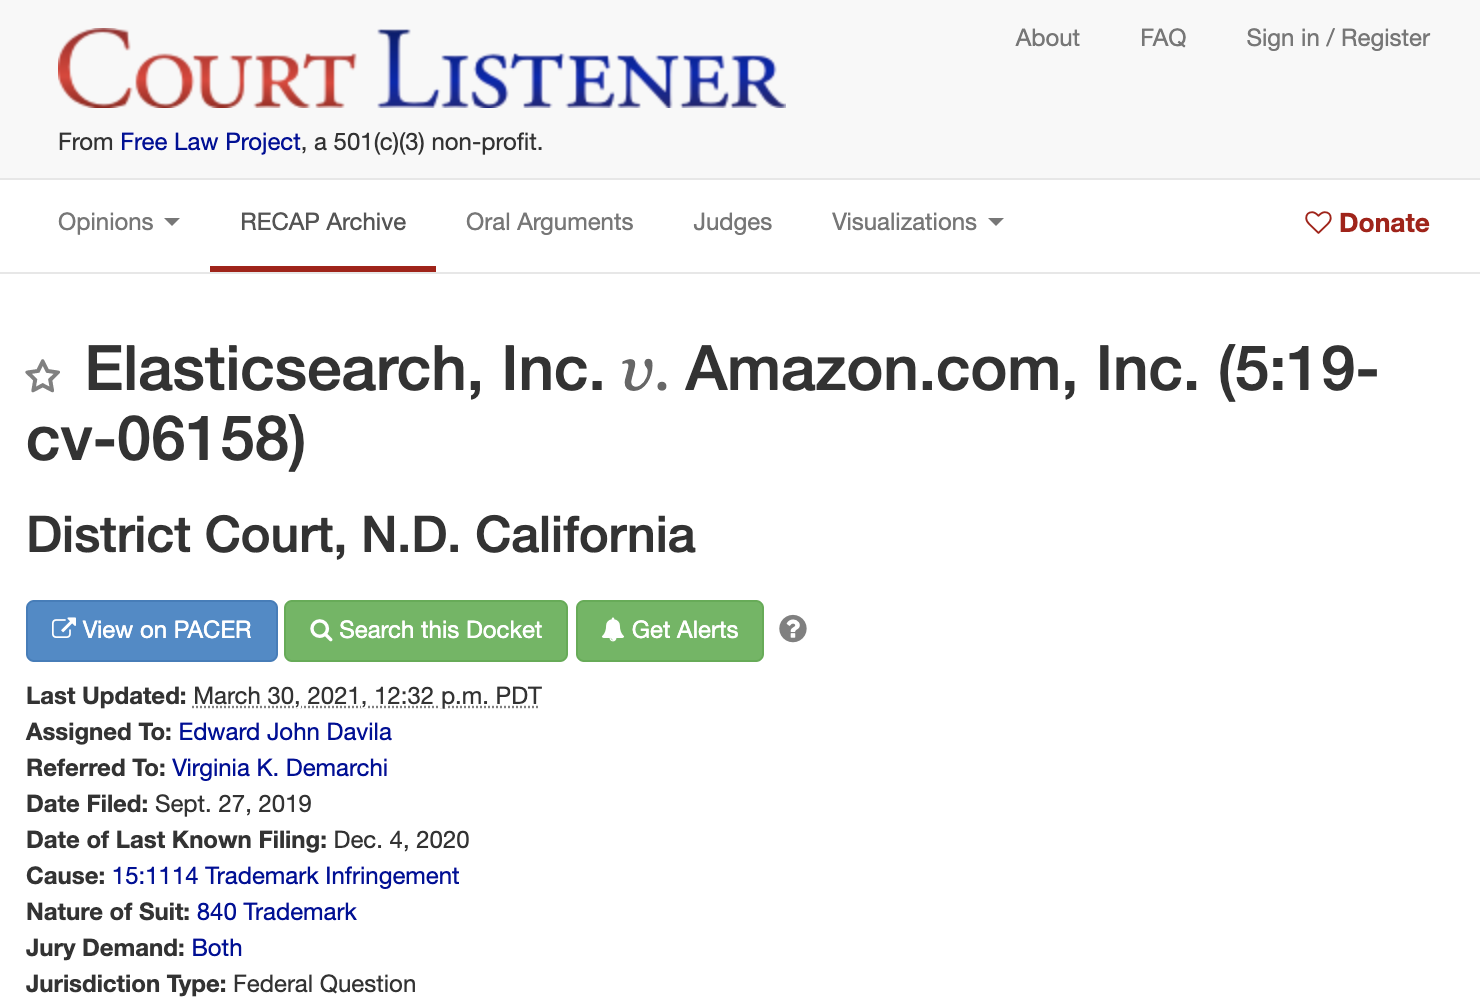 COURT LISTENER
About FAQ Sign in / Register
From Free Law Project, a 501(c)(3) non-profit.
Opinions RECAP Archive Oral Arguments Judges Visualizations Donate
Elasticsearch, Inc. v. Amazon.com, Inc. (5:19-
cv-06158)
District Court, N.D. California
View on PACER Search this Docket Get Alerts ?
Last Updated: March 30, 2021, 12:32 p.m. PDT
Assigned To: Edward John Davila
Referred To: Virginia K. Demarchi
Date Filed: Sept. 27, 2019
Date of Last Known Filing: Dec. 4, 2020
Cause: 15:1114 Trademark Infringement
Nature of Suit: 840 Trademark
Jury Demand: Both
Jurisdiction Type: Federal Question